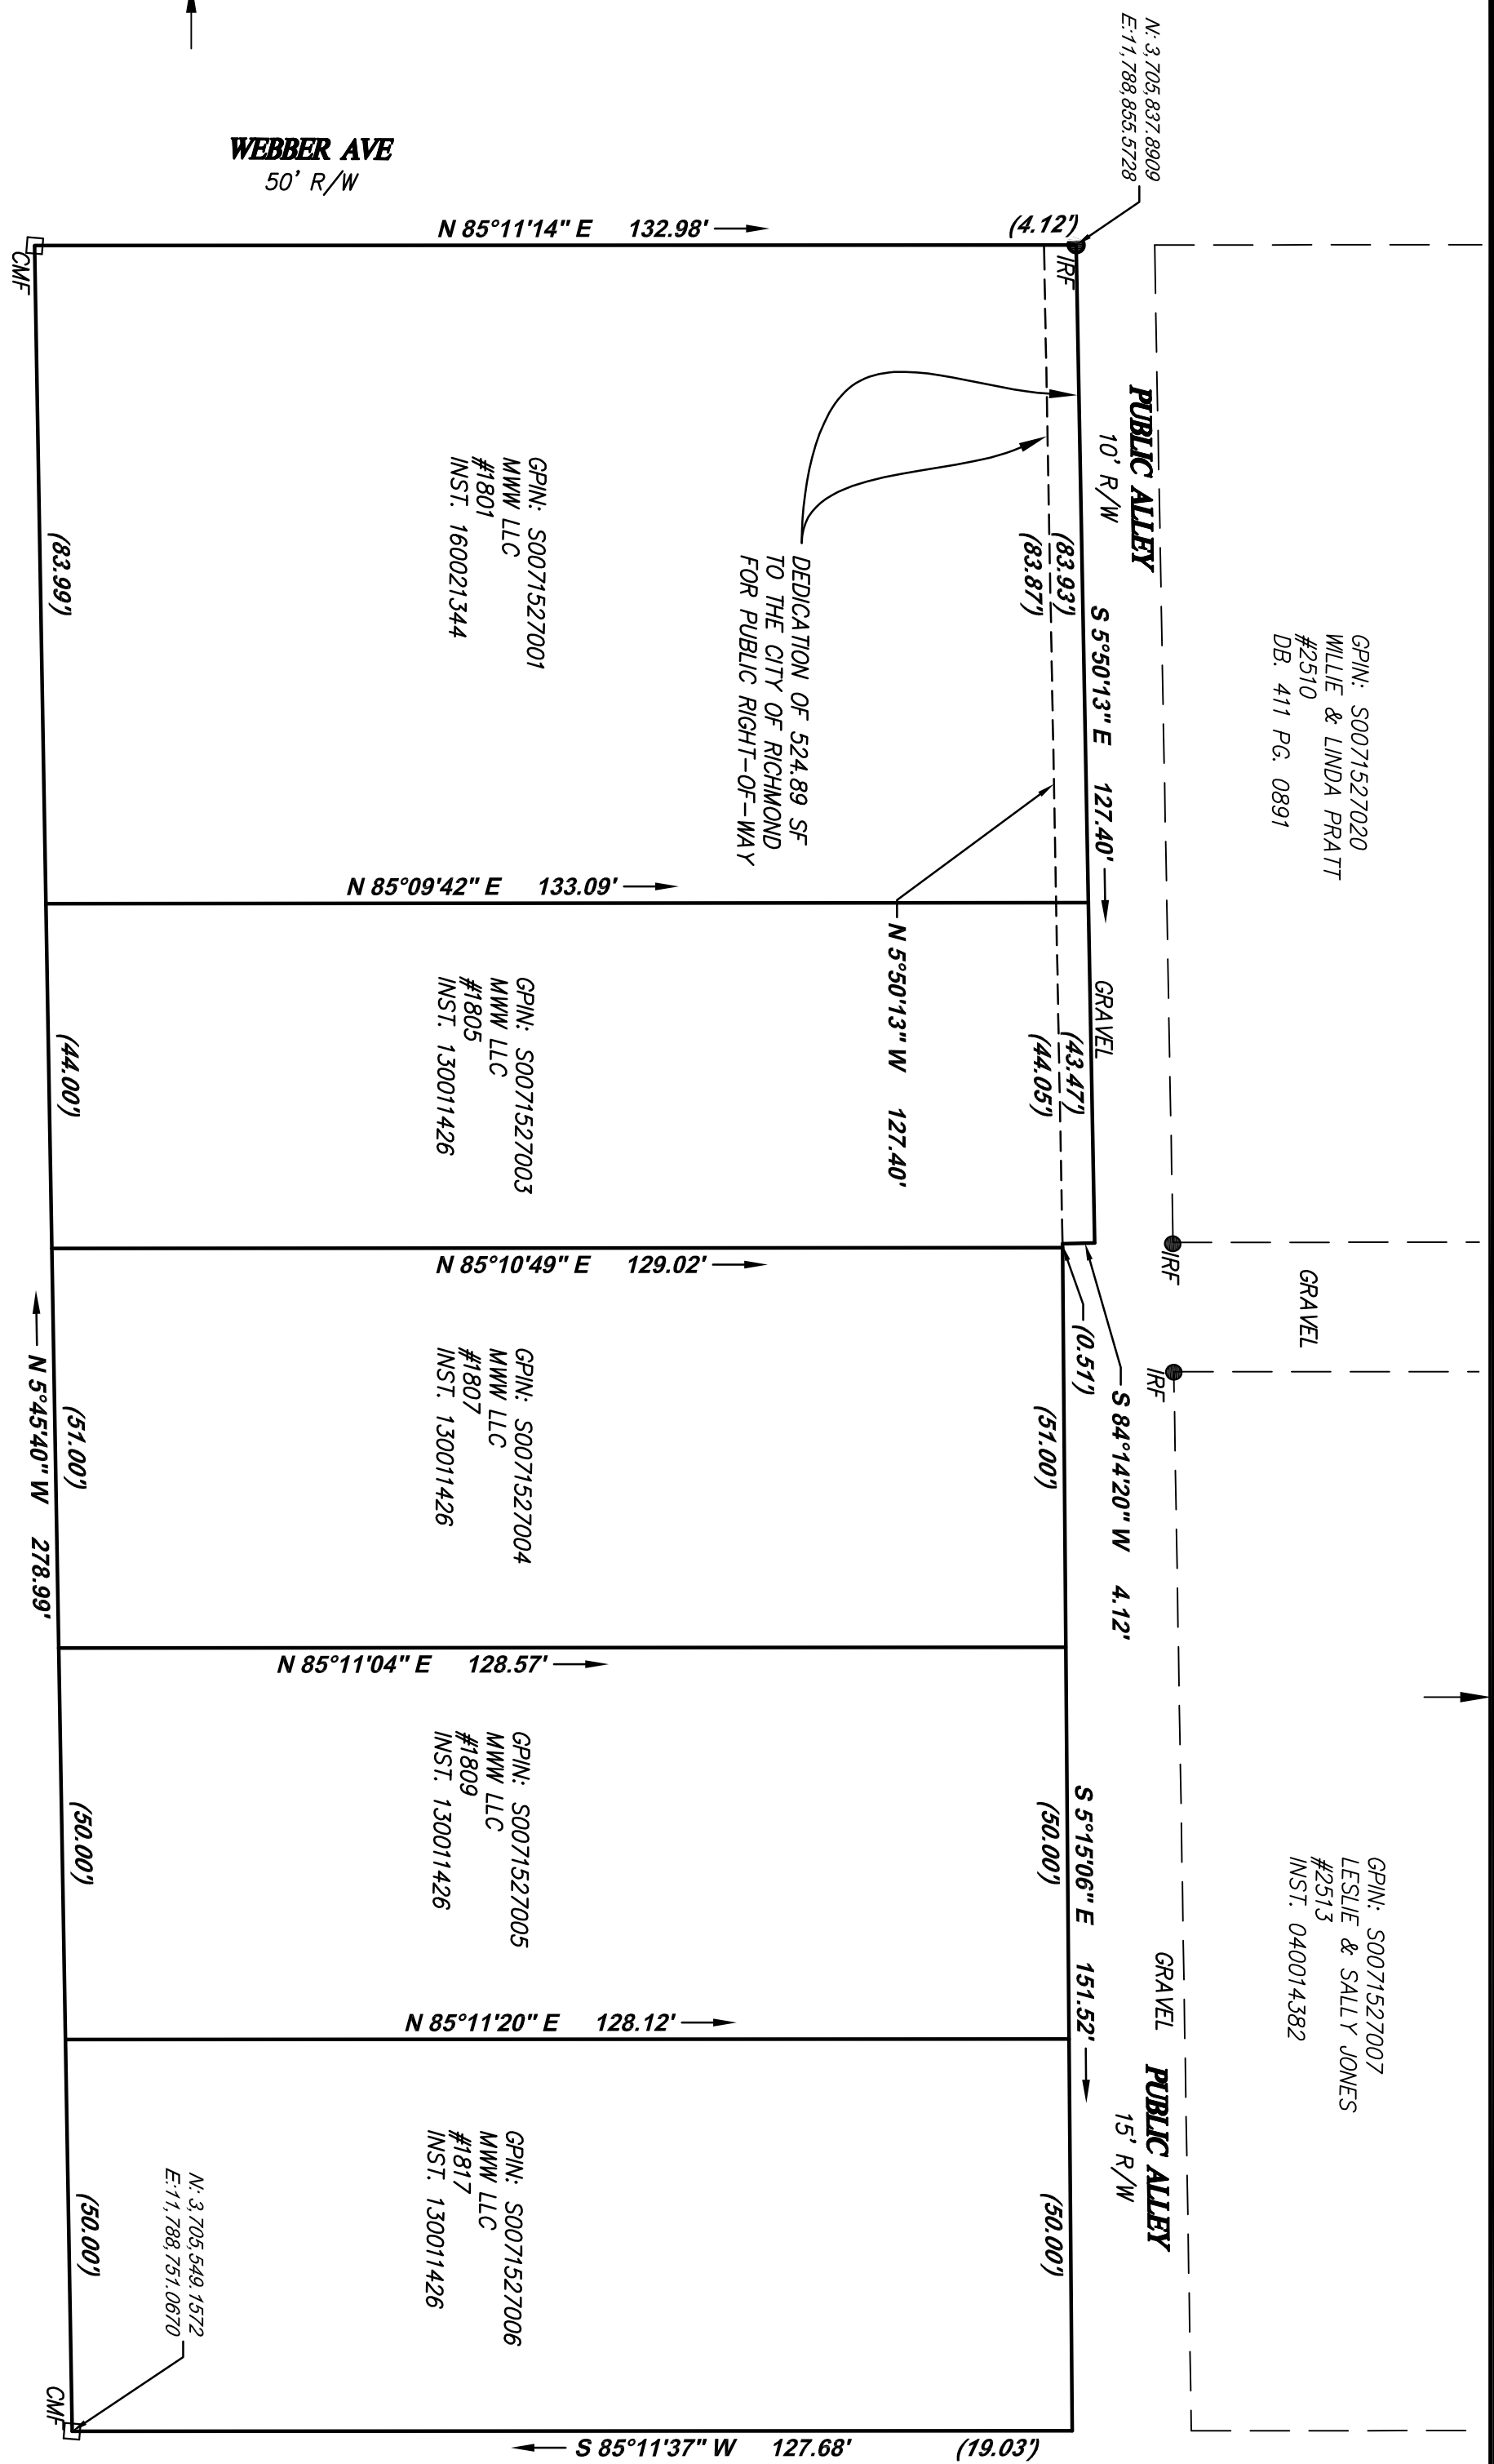 N: 3,705,837.8909
E:11,788,855.5728
WEBBER AVE
50' R/W
N 85°11'14" E 132.98'
(4.12')
IRF
CMF
PUBLIC ALLEY
10' R/W
GPIN: S0071527020
WILLIE & LINDA PRATT
#2510
DB. 411 PG. 0891
S 5°50'13" E 127.40'
(83.93')
(83.87')
GPIN: S0071527001
MWW LLC
#1801
INST. 160021344
DEDICATION OF 524.89 SF
TO THE CITY OF RICHMOND
FOR PUBLIC RIGHT-OF-WAY
(83.99')
N 85°09'42" E 133.09'
N 5°50'13" W 127.40'
GRAVEL
(43.47')
(44.05')
GPIN: S0071527003
MWW LLC
#1805
INST. 130011426
(44.00')
N 85°10'49" E 129.02'
IRF
GRAVEL
IRF
(0.51')
S 84°14'20" W 4.12'
(51.00')
GPIN: S0071527004
MWW LLC
#1807
INST. 130011426
(51.00')
N 5°45'40" W 278.99'
N 85°11'04" E 128.57'
GPIN: S0071527007
LESLIE & SALLY JONES
#2513
INST. 040014382
S 5°15'06" E 151.52'
(50.00')
GPIN: S0071527005
MWW LLC
#1809
INST. 130011426
(50.00')
N 85°11'20" E 128.12'
GRAVEL
PUBLIC ALLEY
15' R/W
(50.00')
GPIN: S0071527006
MWW LLC
#1817
INST. 130011426
(50.00')
N: 3,705,549.1572
E:11,788,751.0670
CMF
S 85°11'37" W 127.68'
(19.03')